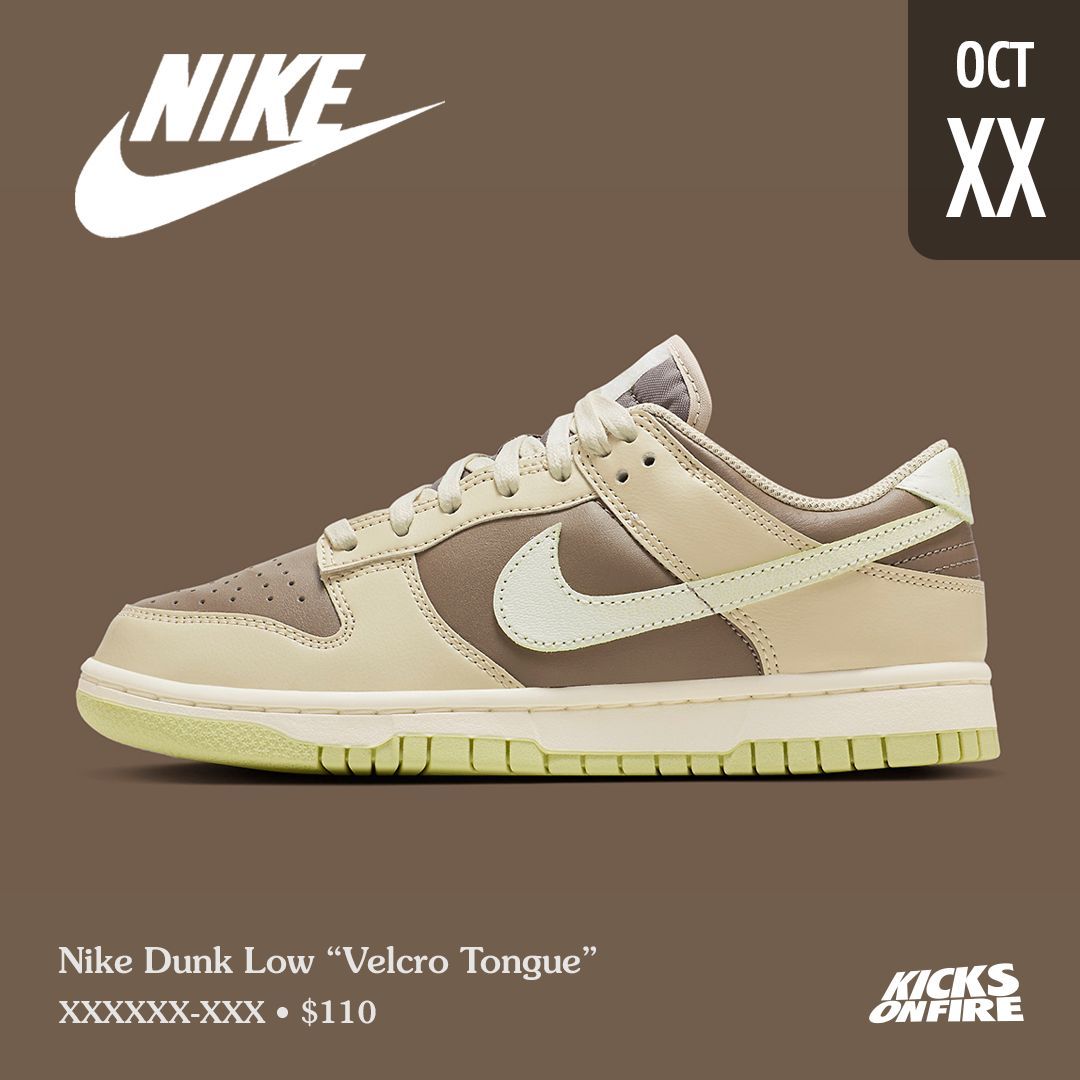 NIKE
OCT
XX
Nike Dunk Low “Velcro Tongue”
XXXXXX-XXX • $110
KICKS
ONFIRE